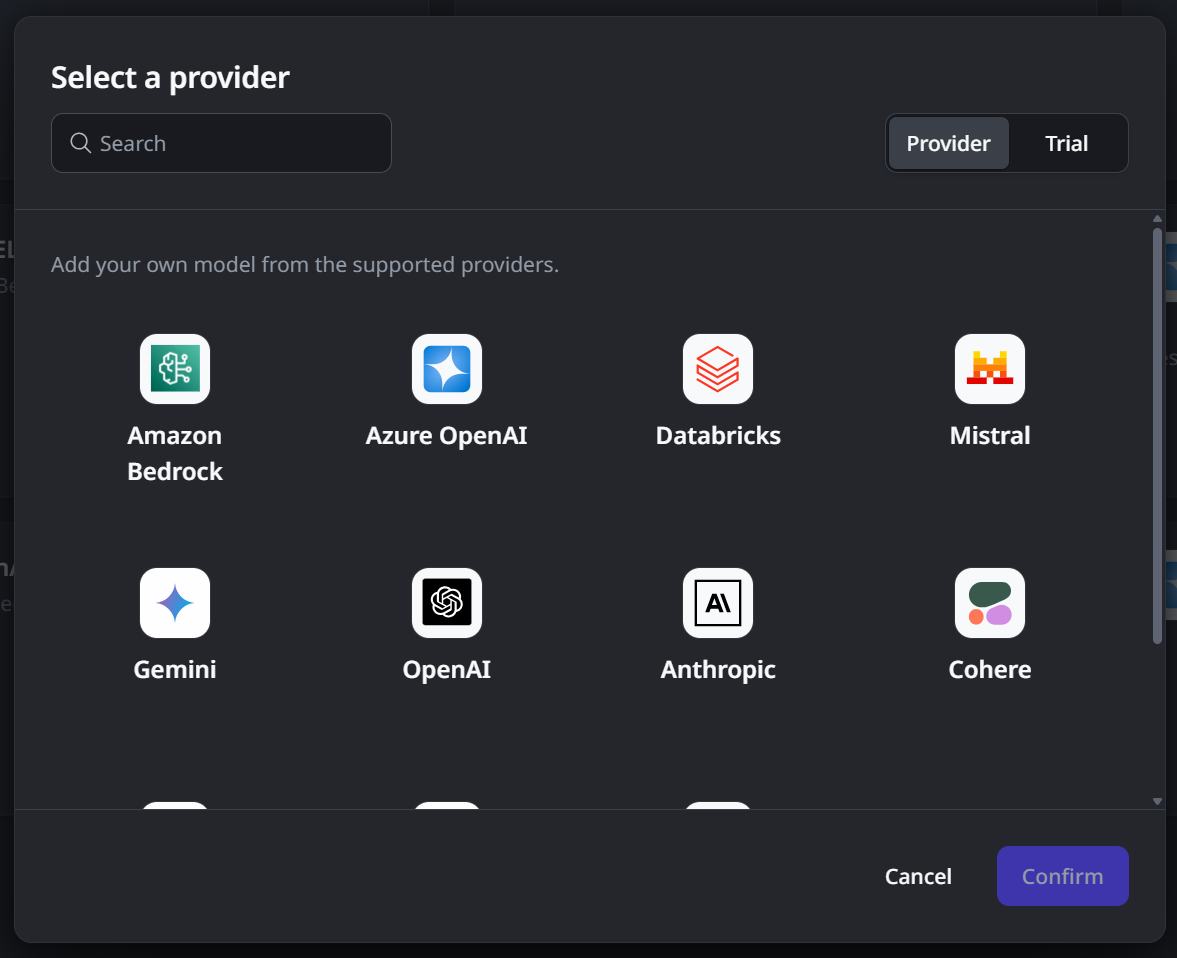 Select a provider
Search
Provider
Trial
Add your own model from the supported providers.
Amazon
Bedrock
Azure OpenAI
Databricks
Mistral
Gemini
OpenAI
Anthropic
Cohere
Cancel
Confirm